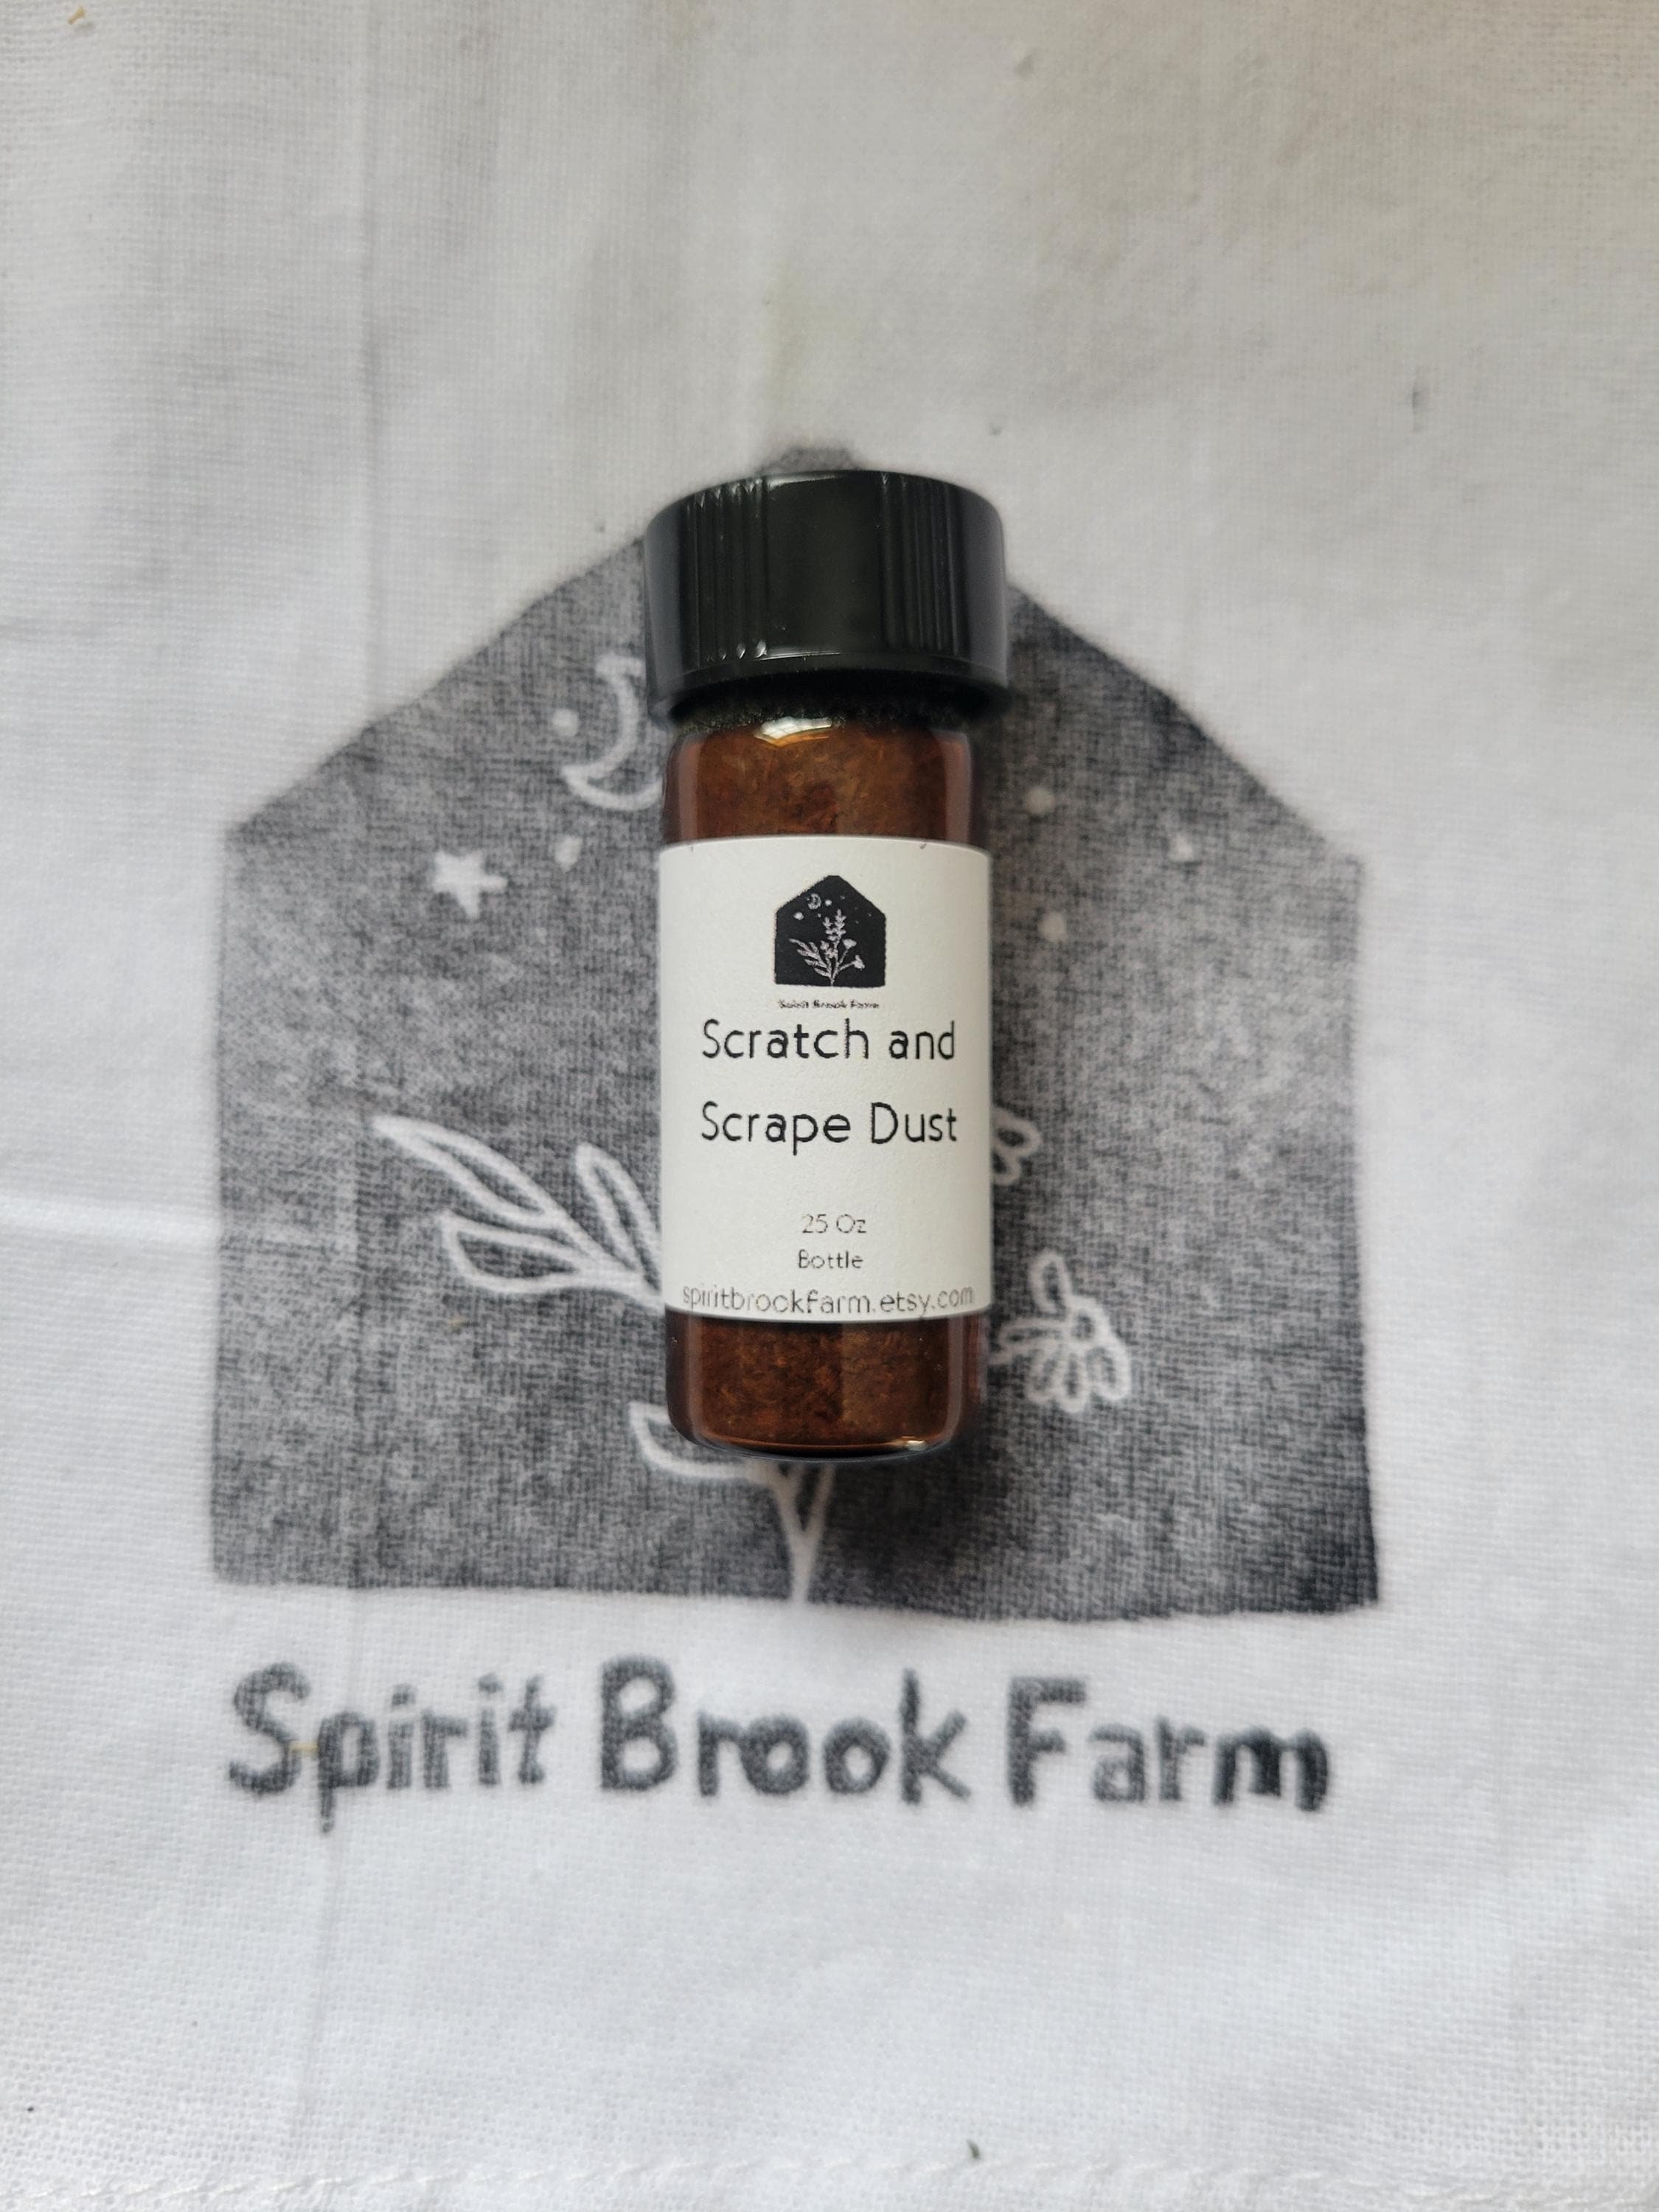 Spirit Brook Farm
Scratch and
Scrape Dust
25 Oz
Bottle
spiritbrookfarm.etsy.com
Spirit Brook Farm